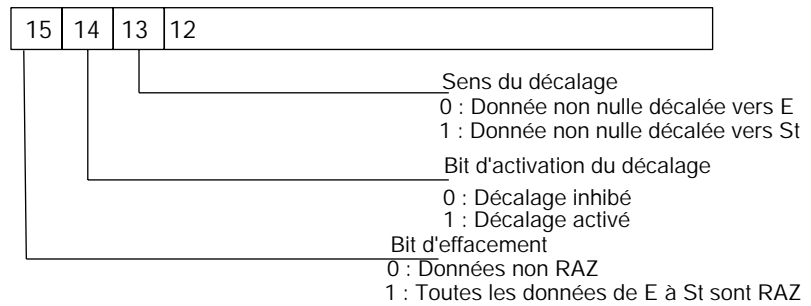 15 14 13 12
Sens du décalage
0 : Donnée non nulle décalée vers E
1 : Donnée non nulle décalée vers St
Bit d'activation du décalage
0 : Décalage inhibé
1 : Décalage activé
Bit d'effacement
0 : Données non RAZ
1 : Toutes les données de E à St sont RAZ